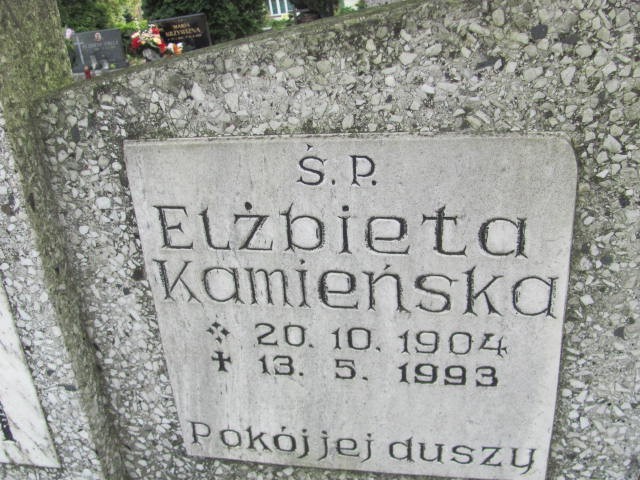 Ś. P.
Elżbieta
Kamieńska
20. 10. 1904
✝ 13. 5. 1993
Pokój jej duszy